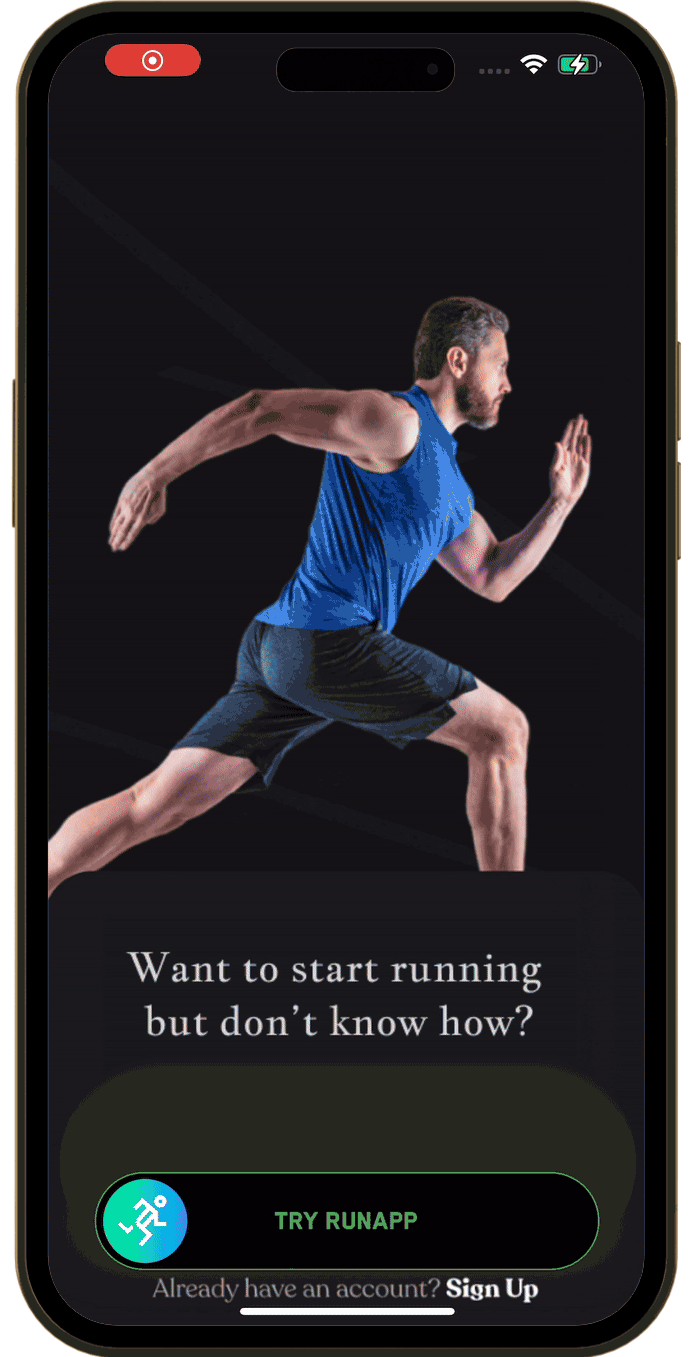 Want to start running
but don’t know how?
TRY RUNAPP
Already have an account? Sign Up